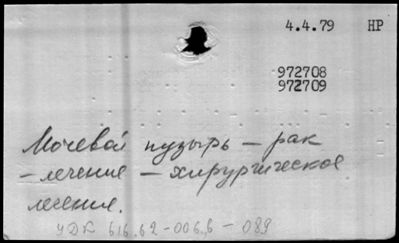 4.4.79 НР
972708
972709
Мочевой пузырь — рак
— лечение — хирургическое
лечение.
УДК 616.62-006.6-089